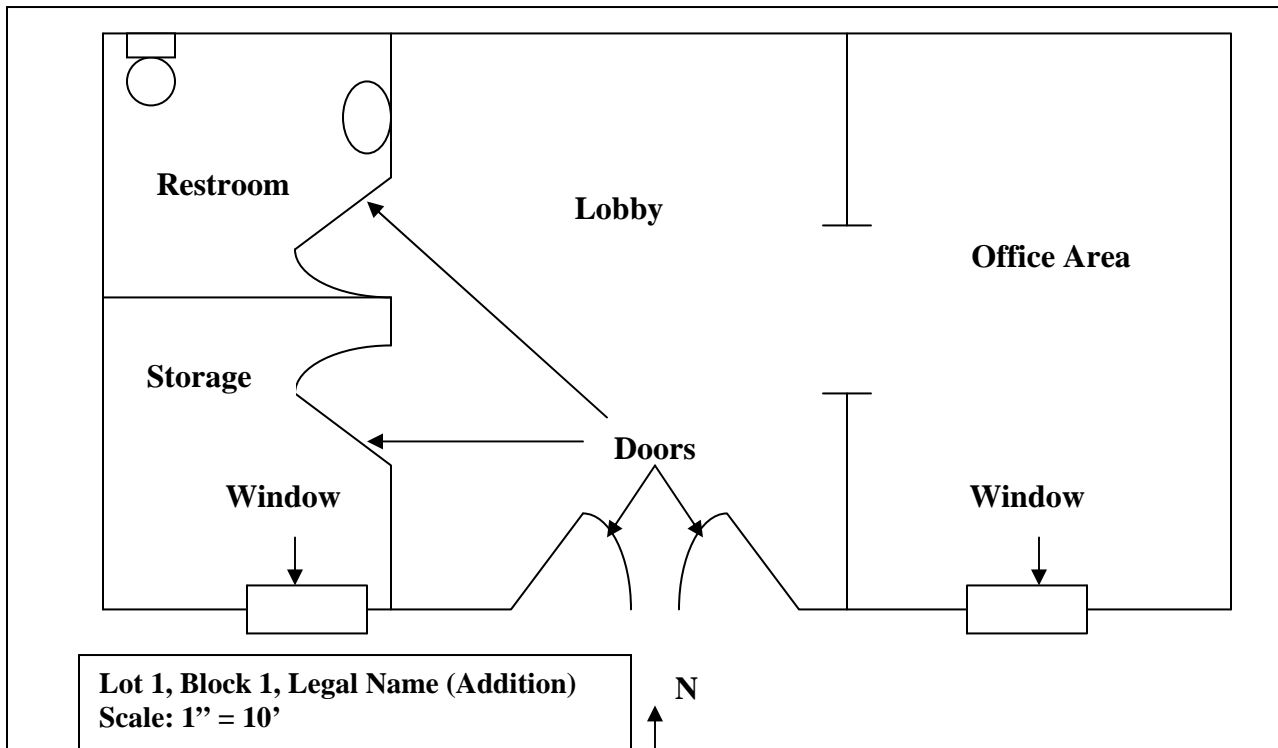 Restroom
Lobby
Office Area
Storage
Doors
Window
Window
Lot 1, Block 1, Legal Name (Addition)
Scale: 1” = 10’
N